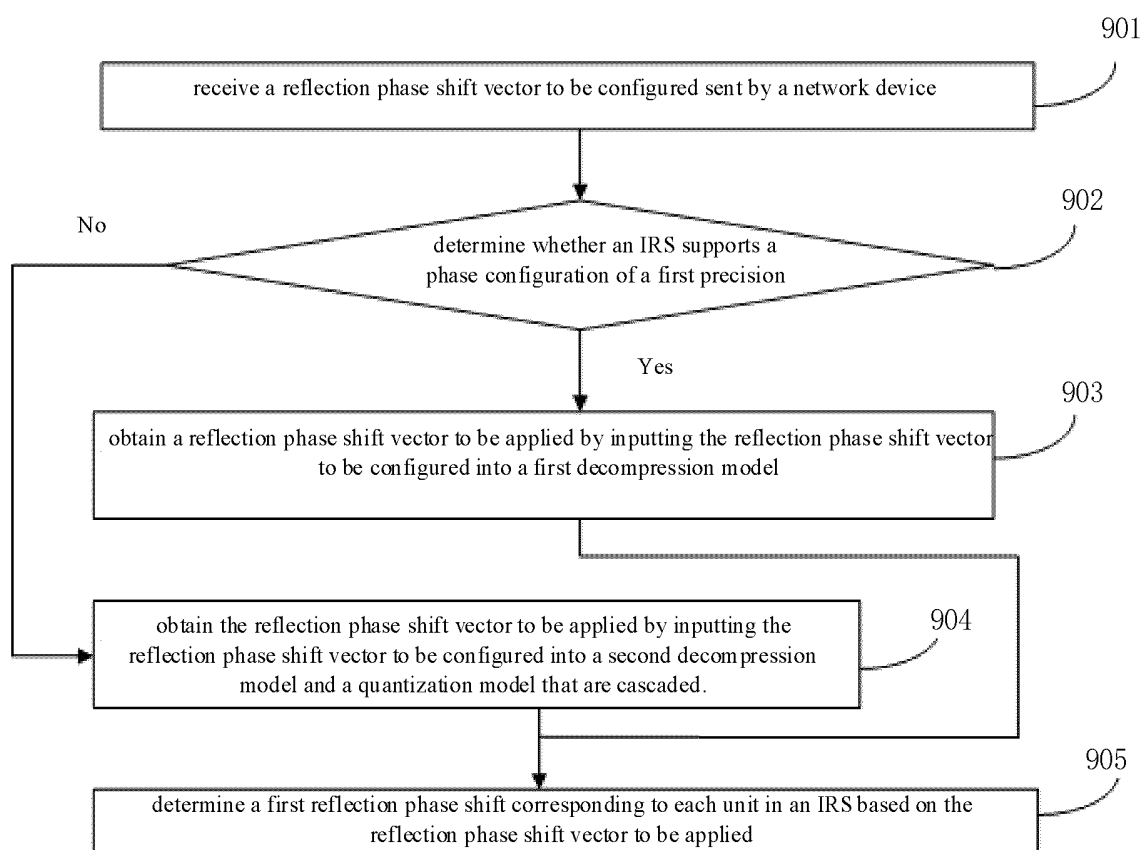 901
receive a reflection phase shift vector to be configured sent by a network device
902
No
determine whether an IRS supports a
phase configuration of a first precision
Yes
903
obtain a reflection phase shift vector to be applied by inputting the reflection phase shift vector
to be configured into a first decompression model
904
obtain the reflection phase shift vector to be applied by inputting the
reflection phase shift vector to be configured into a second decompression
model and a quantization model that are cascaded.
905
determine a first reflection phase shift corresponding to each unit in an IRS based on the
reflection phase shift vector to be applied